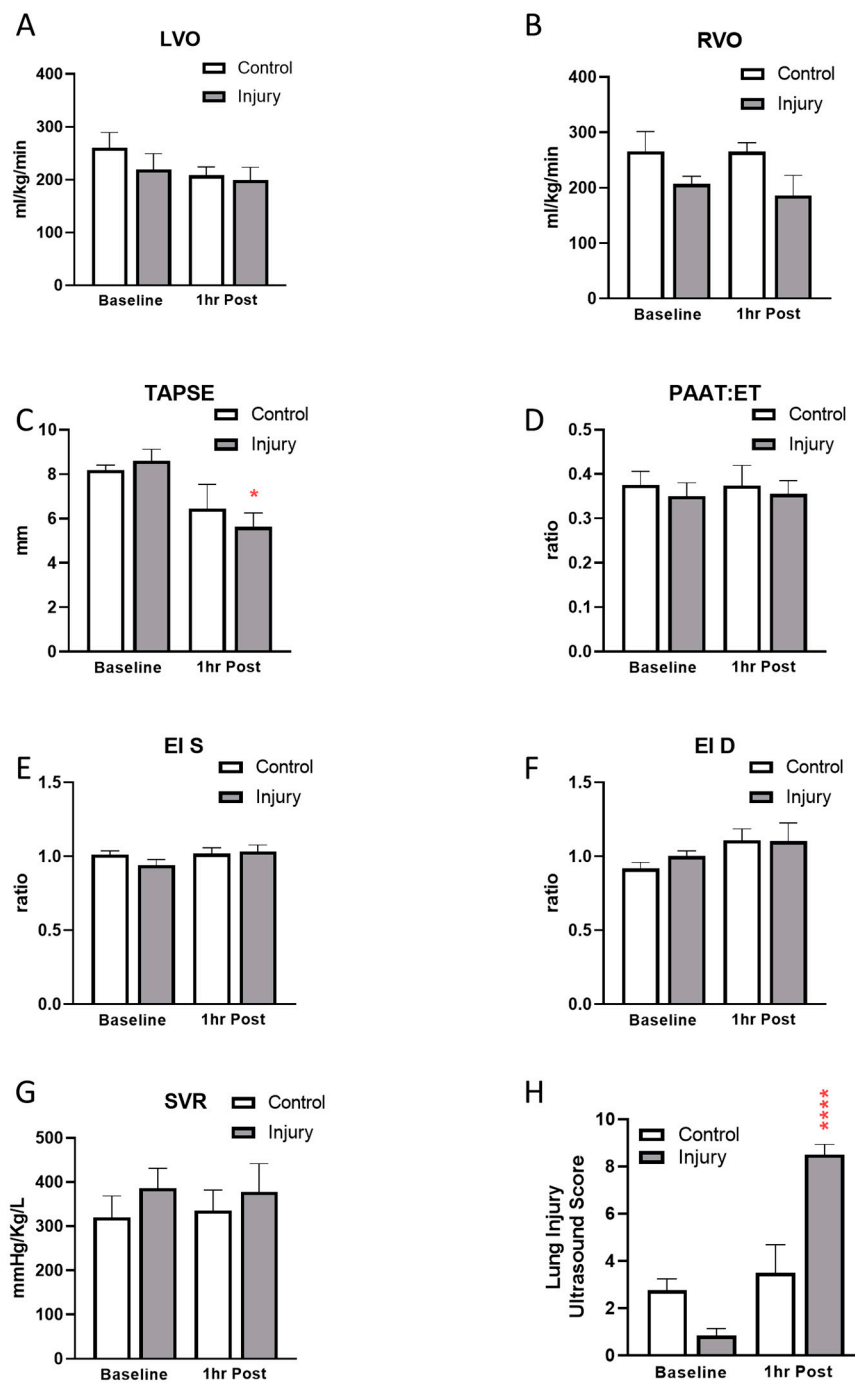 A
LVO
Control
Injury
400
300
200
100
0
ml/kg/min
Baseline
1hr Post
B
RVO
Control
Injury
400
300
200
100
0
ml/kg/min
Baseline
1hr Post
C
TAPSE
Control
Injury
10
8
6
4
2
0
mm
*
Baseline
1hr Post
D
PAAT:ET
Control
Injury
0.5
0.4
0.3
0.2
0.1
0.0
ratio
Baseline
1hr Post
E
EI S
Control
Injury
1.5
1.0
0.5
0.0
ratio
Baseline
1hr Post
F
EI D
Control
Injury
1.5
1.0
0.5
0.0
ratio
Baseline
1hr Post
G
SVR
Control
Injury
500
400
300
200
100
0
mmHg/Kg/L
Baseline
1hr Post
H
Control
Injury
10
8
6
4
2
0
Lung Injury
Ultrasound Score
****
Baseline
1hr Post